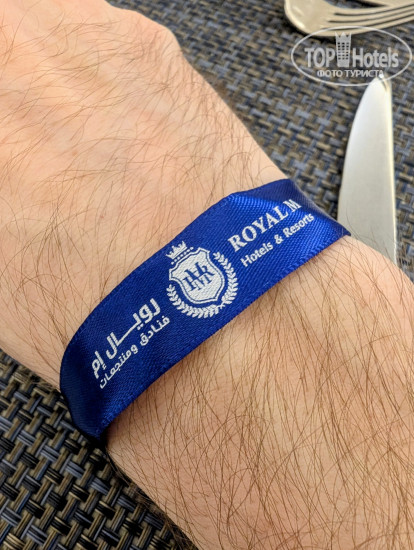 TOP Hotels
ФОТО ТУРИСТА
ROYAL M
Hotels & Resorts
رويال إم
فنادق ومنتجعات